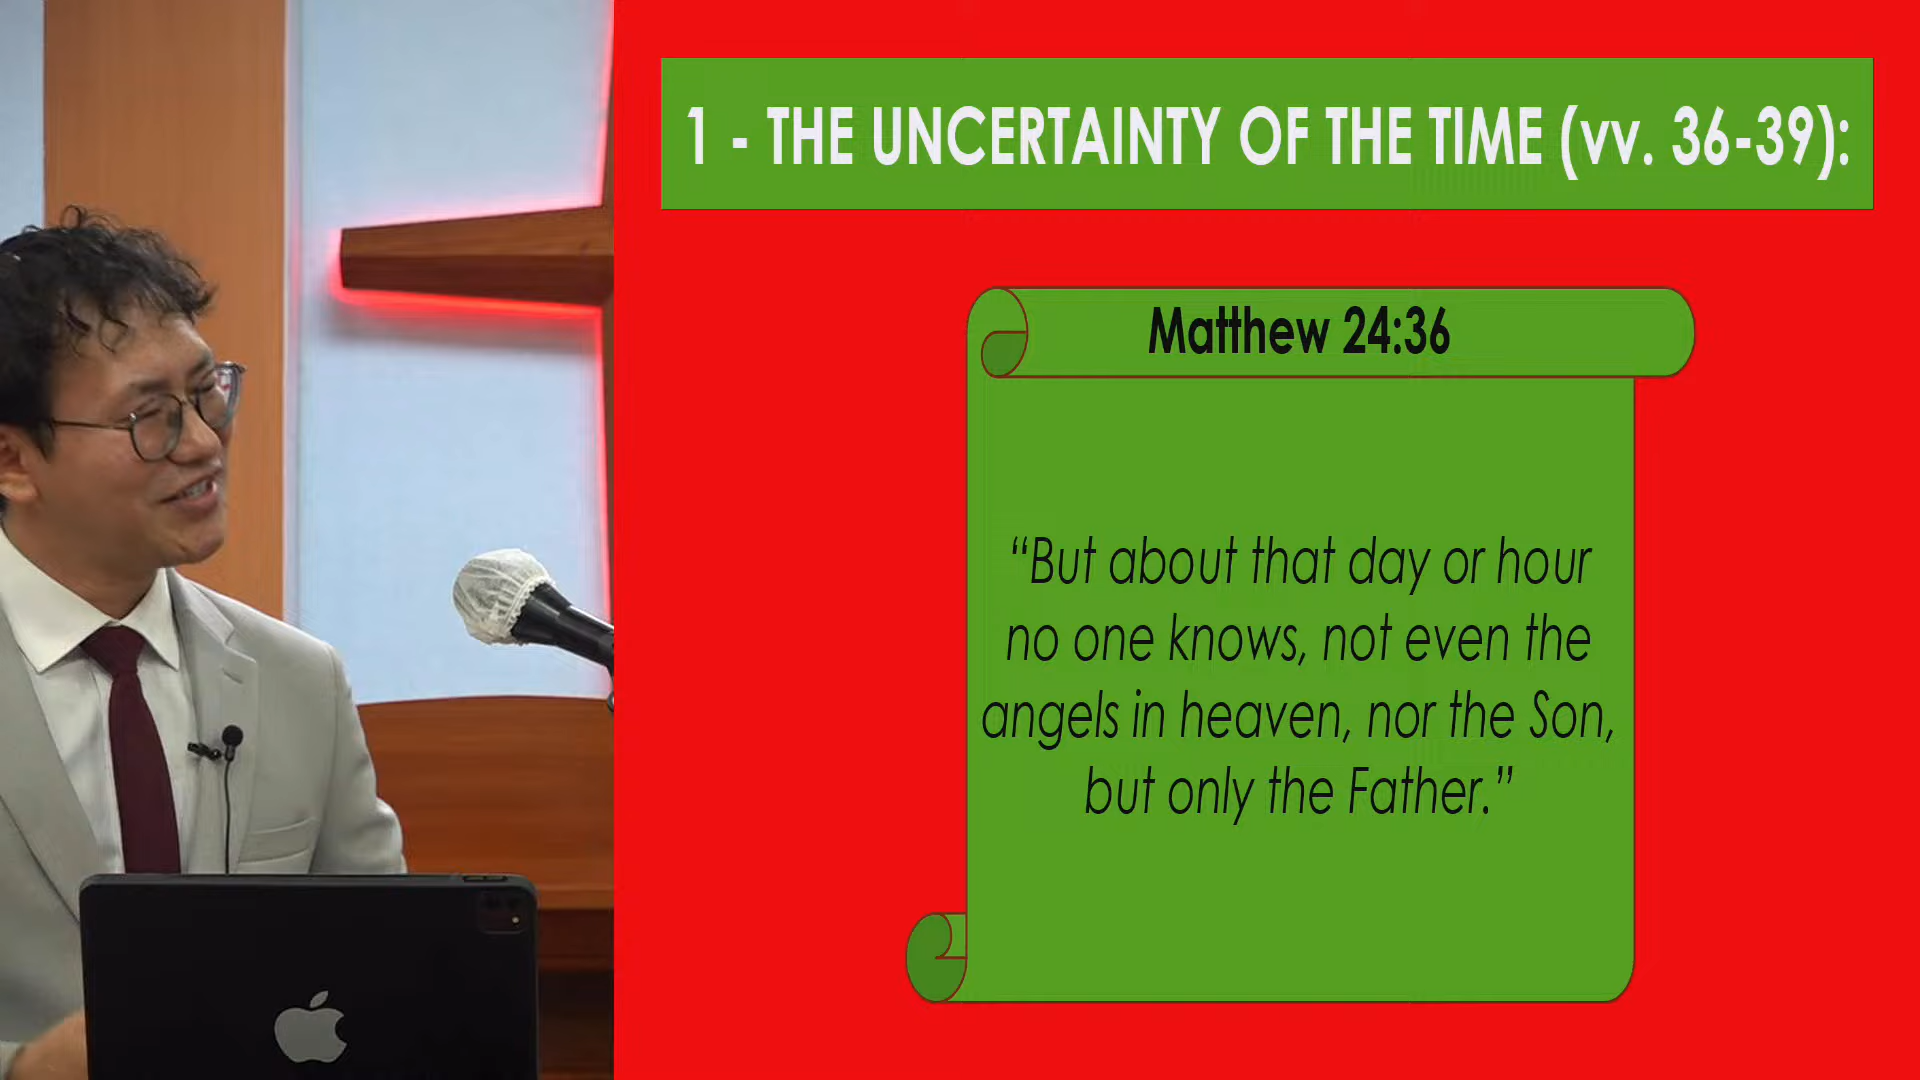 1 - THE UNCERTAINTY OF THE TIME (vv. 36-39):
Matthew 24:36
“But about that day or hour
no one knows, not even the
angels in heaven, nor the Son,
but only the Father.”